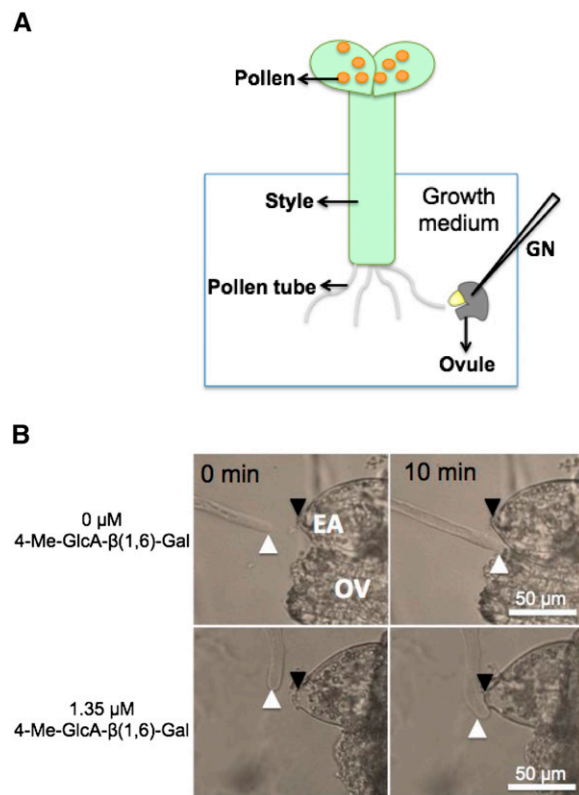 A
Pollen
Style
Growth
medium
GN
Pollen tube
Ovule
B
0 min
10 min
0 µM
4-Me-GlcA-β(1,6)-Gal
EA
OV
50 µm
1.35 µM
4-Me-GlcA-β(1,6)-Gal
50 µm